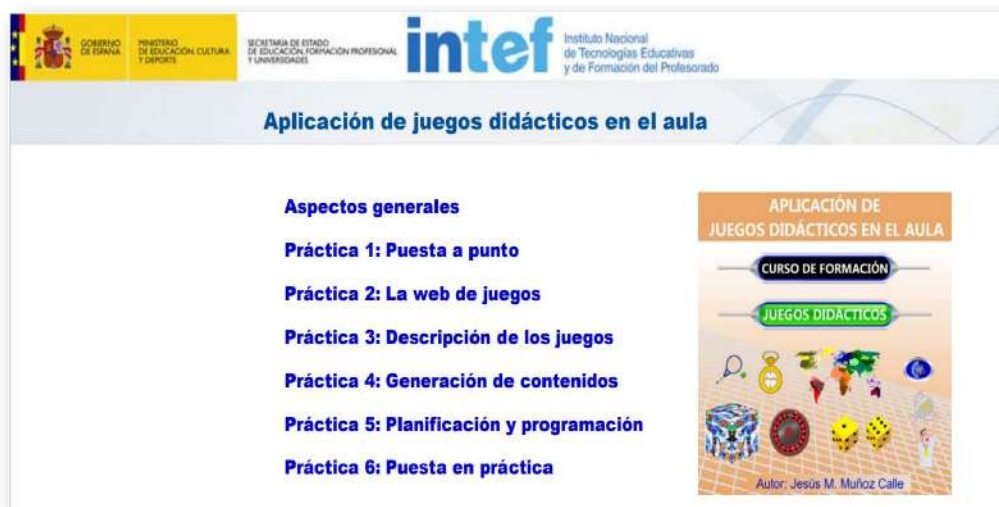 GOBIERNO
DE ESPAÑA
MINISTERIO
DE EDUCACIÓN, CULTURA
Y DEPORTE
SECRETARÍA DE ESTADO
DE EDUCACIÓN, FORMACIÓN PROFESIONAL
Y UNIVERSIDADES
intef
Instituto Nacional
de Tecnologías Educativas
y de Formación del Profesorado
Aplicación de juegos didácticos en el aula
Aspectos generales
Práctica 1: Puesta a punto
Práctica 2: La web de juegos
Práctica 3: Descripción de los juegos
Práctica 4: Generación de contenidos
Práctica 5: Planificación y programación
Práctica 6: Puesta en práctica
APLICACIÓN DE
JUEGOS DIDÁCTICOS EN EL AULA
CURSO DE FORMACIÓN
JUEGOS DIDÁCTICOS
Autor: Jesús M. Muñoz Calle